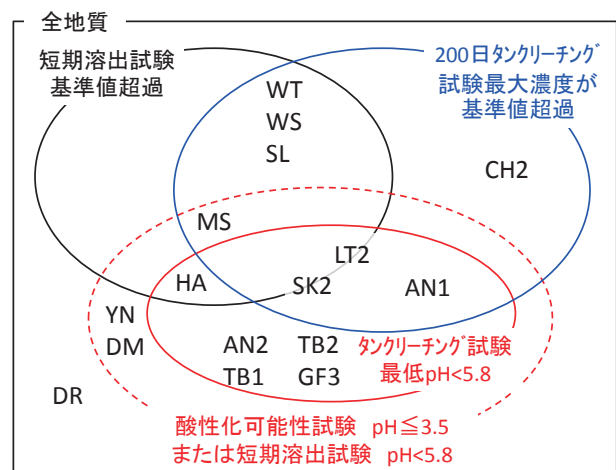 全地質
短期溶出試験
基準値超過
200日タンクリーチング
試験最大濃度が
基準値超過
WT
WS
SL
CH2
MS
LT2
HA
SK2
AN1
YN
DM
AN2 TB2
TB1 GF3
タンクリーチング試験
最低pH<5.8
DR
酸性化可能性試験 pH≦3.5
または短期溶出試験 pH<5.8